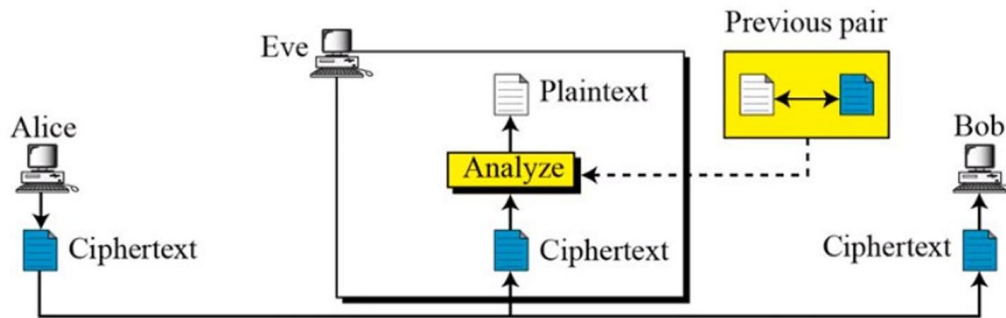 Previous pair
Eve
Plaintext
Alice
Bob
Analyze
Ciphertext
Ciphertext
Ciphertext